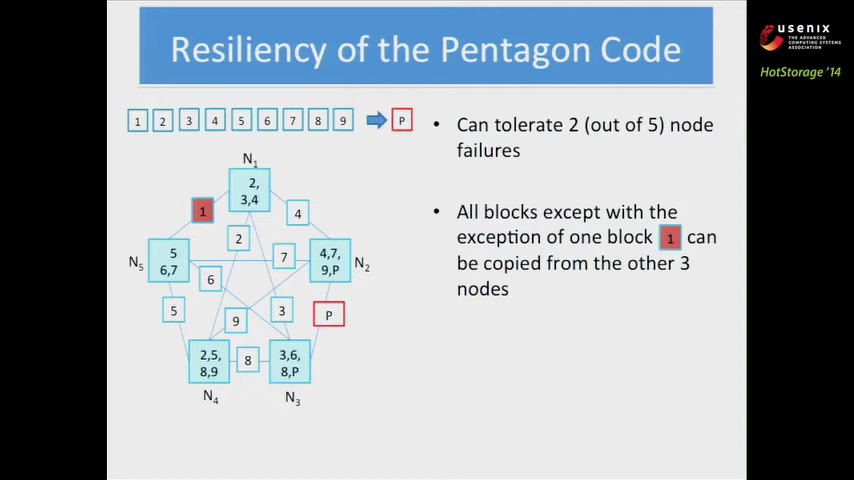 Resiliency of the Pentagon Code
usenix
THE ADVANCED
COMPUTING SYSTEMS
ASSOCIATION
HotStorage '14
1 2 3 4 5 6 7 8 9 P
• Can tolerate 2 (out of 5) node
failures
• All blocks except with the
exception of one block 1 can
be copied from the other 3
nodes
N1
2,
3,4
1
4
2
N5
5
6,7
7
4,7,
9,P
N2
6
5
9
3
P
2,5,
8,9
8
3,6,
8,P
N4
N3